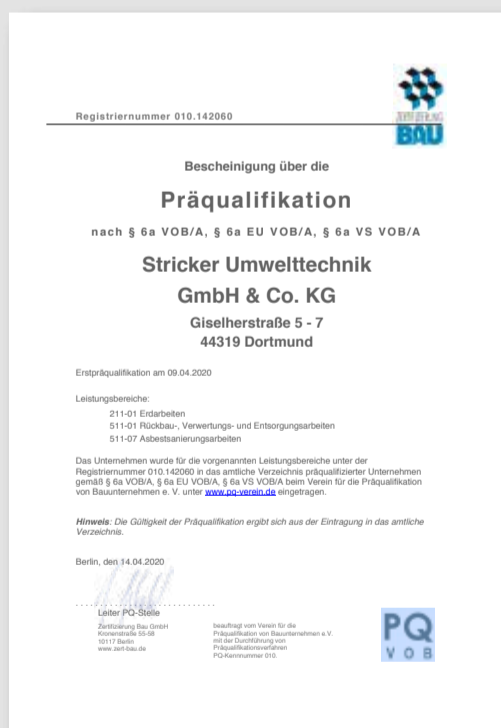 Registriernummer 010.142060
ZERTIFIZIERUNG
BAU
Bescheinigung über die
Präqualifikation
nach § 6a VOB/A, § 6a EU VOB/A, § 6a VS VOB/A
Stricker Umwelttechnik
GmbH & Co. KG
Giselherstraße 5 - 7
44319 Dortmund
Erstpräqualifikation am 09.04.2020
Leistungsbereiche:
211-01 Erdarbeiten
511-01 Rückbau-, Verwertungs- und Entsorgungsarbeiten
511-07 Asbestsanierungsarbeiten
Das Unternehmen wurde für die vorgenannten Leistungsbereiche unter der
Registriernummer 010.142060 in das amtliche Verzeichnis präqualifizierter Unternehmen
gemäß § 6a VOB/A, § 6a EU VOB/A, § 6a VS VOB/A beim Verein für die Präqualifikation
von Bauunternehmen e. V. unter www.pq-verein.de eingetragen.
Hinweis: Die Gültigkeit der Präqualifikation ergibt sich aus der Eintragung in das amtliche
Verzeichnis.
Berlin, den 14.04.2020
Leiter PQ-Stelle
Zertifizierung Bau GmbH
Kronenstraße 55-58
10117 Berlin
www.zert-bau.de
beauftragt vom Verein für die
Präqualifikation von Bauunternehmen e.V.
mit der Durchführung von
Präqualifikationsverfahren
PQ-Kennnummer 010.
PQ
VOB